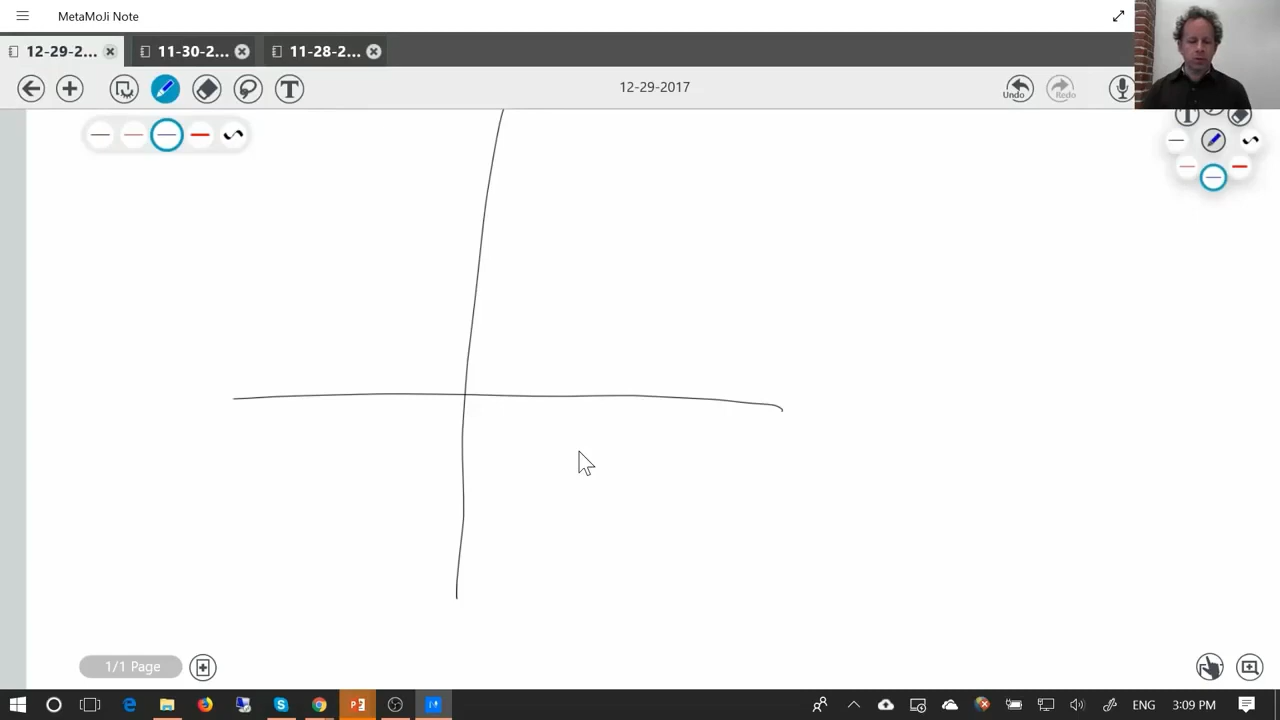 MetaMoJi Note
12-29-2... 11-30-2... 11-28-2...
T 12-29-2017 Undo Redo
T
1/1 Page
ENG 3:09 PM